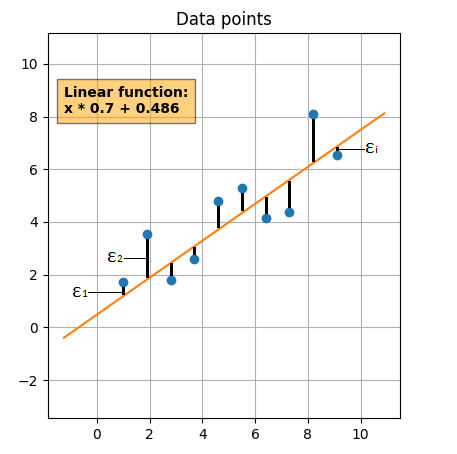 Data points
Linear function:
x * 0.7 + 0.486
10
8
6
4
2
0
−2
ε₁
ε₂
εᵢ
0
2
4
6
8
10